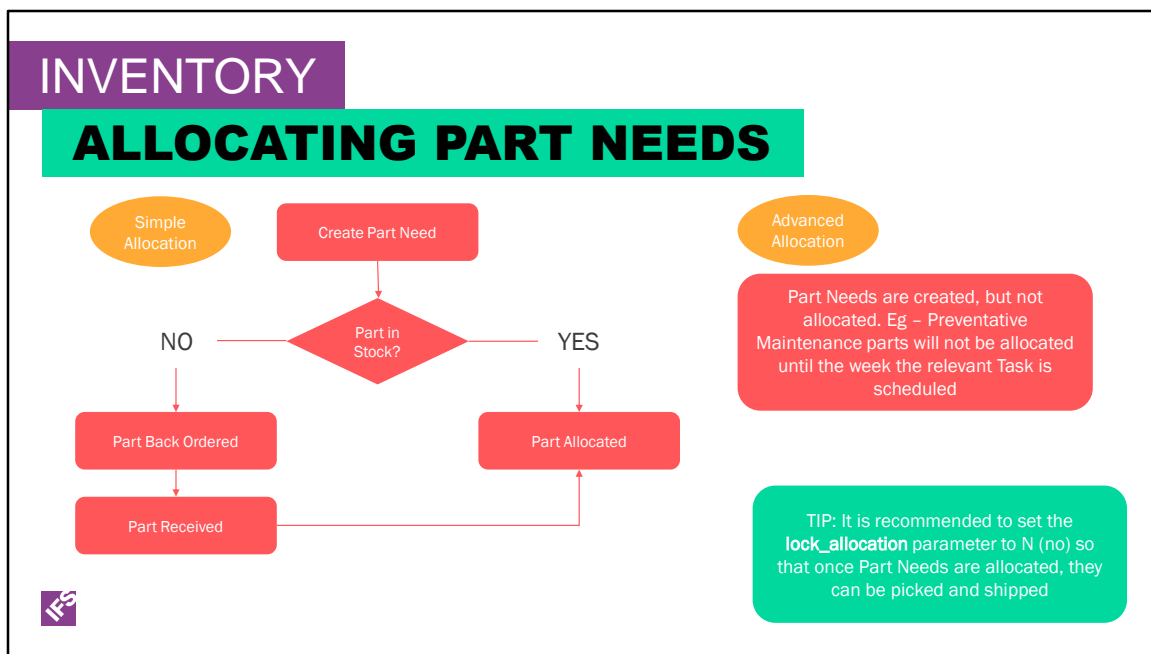 INVENTORY
ALLOCATING PART NEEDS
Simple
Allocation
Create Part Need
Part in
Stock?
NO
YES
Part Back Ordered
Part Allocated
Part Received
Advanced
Allocation
Part Needs are created, but not
allocated. Eg – Preventative
Maintenance parts will not be allocated
until the week the relevant Task is
scheduled
TIP: It is recommended to set the
lock_allocation parameter to N (no) so
that once Part Needs are allocated, they
can be picked and shipped
IFS